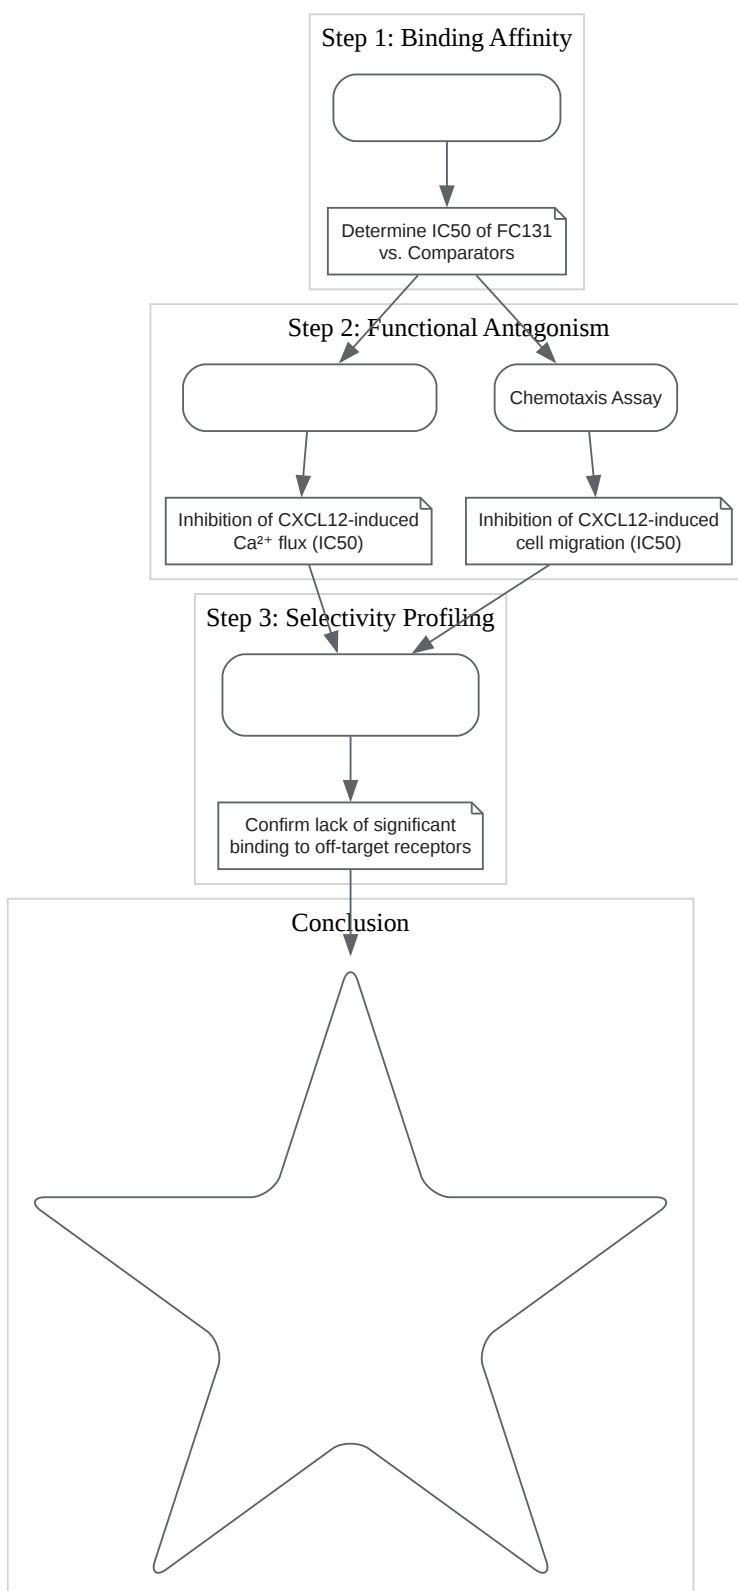 Step 1: Binding Affinity
Determine IC50 of FC131
vs. Comparators
Step 2: Functional Antagonism
Chemotaxis Assay
Inhibition of CXCL12-induced
Ca²⁺ flux (IC50)
Inhibition of CXCL12-induced
cell migration (IC50)
Step 3: Selectivity Profiling
Confirm lack of significant
binding to off-target receptors
Conclusion